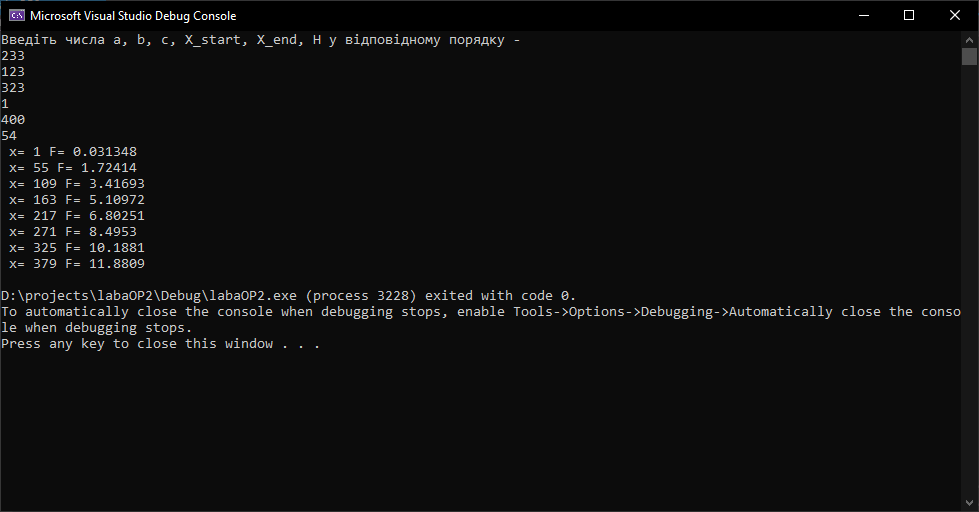 Microsoft Visual Studio Debug Console
Введіть числа a, b, c, X_start, X_end, H у відповідному порядку -
233
123
323
1
400
54
x= 1 F= 0.031348
x= 55 F= 1.72414
x= 109 F= 3.41693
x= 163 F= 5.10972
x= 217 F= 6.80251
x= 271 F= 8.4953
x= 325 F= 10.1881
x= 379 F= 11.8809
D:\projects\labaOP2\Debug\labaOP2.exe (process 3228) exited with code 0.
To automatically close the console when debugging stops, enable Tools->Options->Debugging->Automatically close the conso
le when debugging stops.
Press any key to close this window . . .